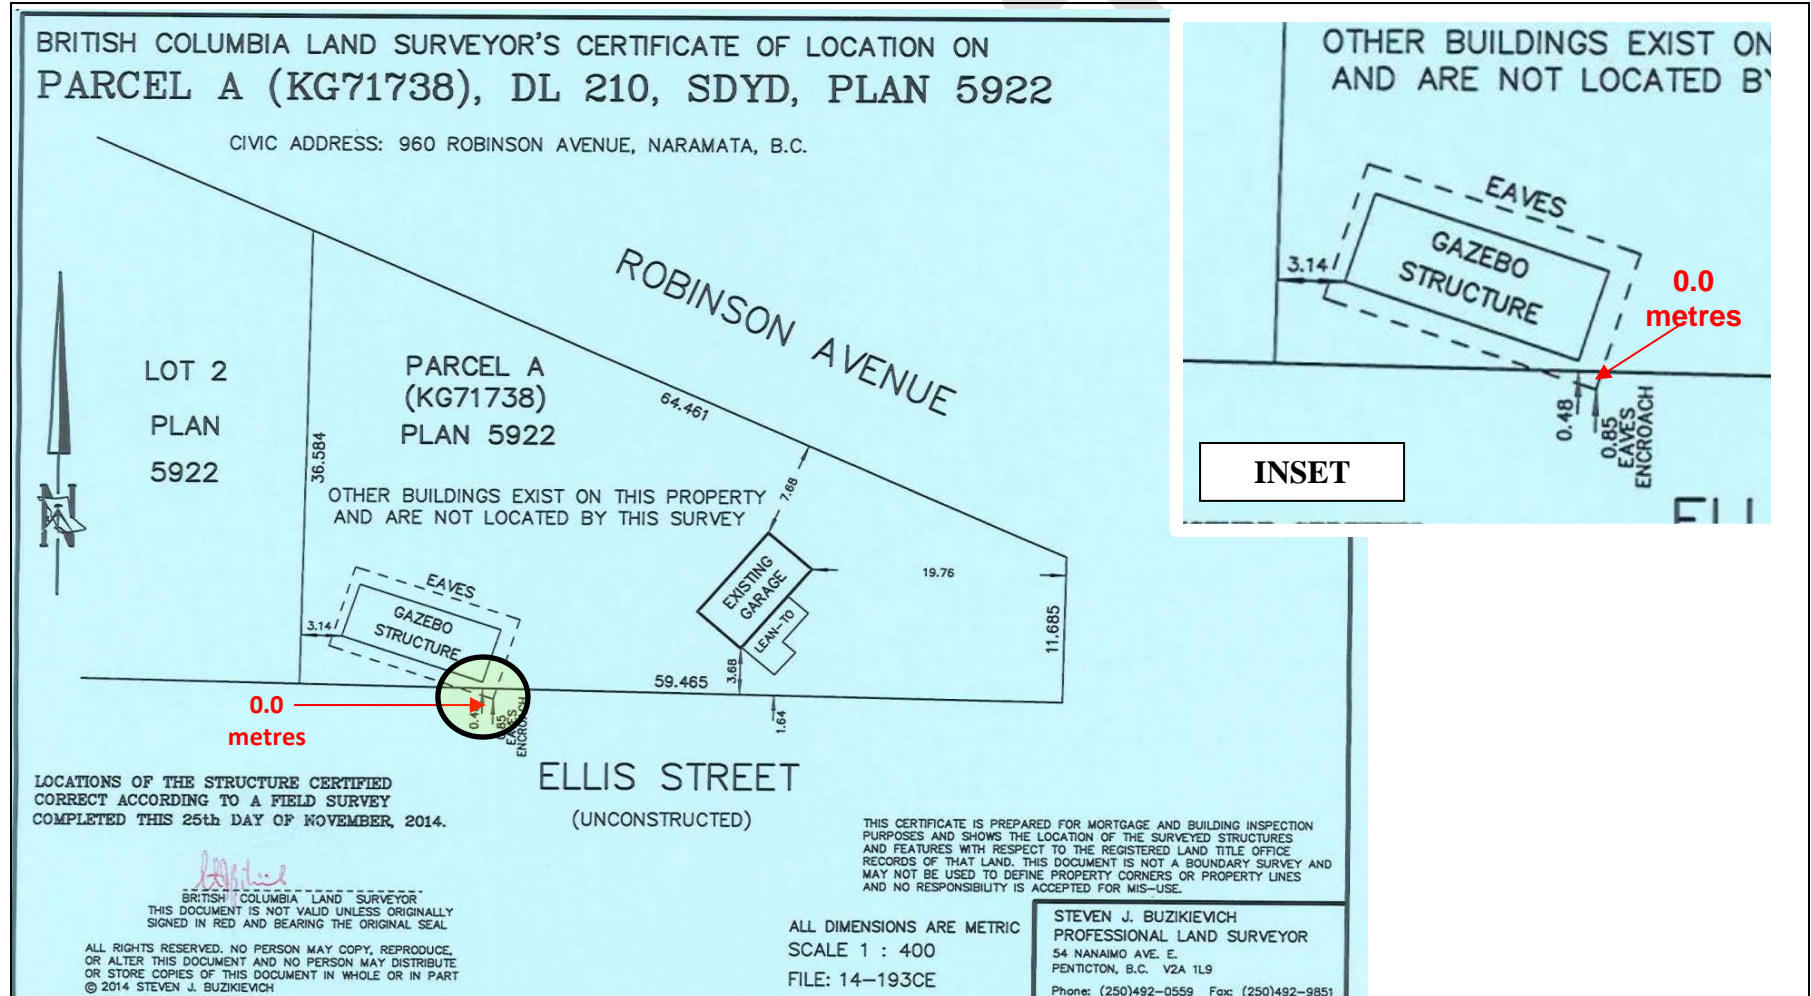 BRITISH COLUMBIA LAND SURVEYOR'S CERTIFICATE OF LOCATION ON
PARCEL A (KG71738), DL 210, SDYD, PLAN 5922
CIVIC ADDRESS: 960 ROBINSON AVENUE, NARAMATA, B.C.
ROBINSON AVENUE
LOT 2
PLAN
5922
PARCEL A
(KG71738)
PLAN 5922
64.461
36.584
OTHER BUILDINGS EXIST ON THIS PROPERTY
AND ARE NOT LOCATED BY THIS SURVEY
7.68
N
EXISTING
GARAGE
LEAN-TO
19.76
11.685
EAVES
GAZEBO
STRUCTURE
3.14
3.68
59.465
0.0
metres
0.85
EAVES
ENCROACH
1.64
ELLIS STREET
(UNCONSTRUCTED)
LOCATIONS OF THE STRUCTURE CERTIFIED
CORRECT ACCORDING TO A FIELD SURVEY
COMPLETED THIS 25th DAY OF NOVEMBER, 2014.
BRITISH COLUMBIA LAND SURVEYOR
THIS DOCUMENT IS NOT VALID UNLESS ORIGINALLY
SIGNED IN RED AND BEARING THE ORIGINAL SEAL
ALL RIGHTS RESERVED. NO PERSON MAY COPY, REPRODUCE,
OR ALTER THIS DOCUMENT AND NO PERSON MAY DISTRIBUTE
OR STORE COPIES OF THIS DOCUMENT IN WHOLE OR IN PART
© 2014 STEVEN J. BUZIKIEVICH
THIS CERTIFICATE IS PREPARED FOR MORTGAGE AND BUILDING INSPECTION
PURPOSES AND SHOWS THE LOCATION OF THE SURVEYED STRUCTURES
AND FEATURES WITH RESPECT TO THE REGISTERED LAND TITLE OFFICE
RECORDS OF THAT LAND. THIS DOCUMENT IS NOT A BOUNDARY SURVEY AND
MAY NOT BE USED TO DEFINE PROPERTY CORNERS OR PROPERTY LINES
AND NO RESPONSIBILITY IS ACCEPTED FOR MIS-USE.
ALL DIMENSIONS ARE METRIC
SCALE 1 : 400
FILE: 14-193CE
STEVEN J. BUZIKIEVICH
PROFESSIONAL LAND SURVEYOR
54 NANAIMO AVE. E.
PENTICTON, B.C. V2A 1L9
Phone: (250)492-0559 Fax: (250)492-9851
OTHER BUILDINGS EXIST ON
AND ARE NOT LOCATED B
EAVES
GAZEBO
STRUCTURE
3.14
0.0
metres
0.48
0.85
EAVES
ENCROACH
INSET